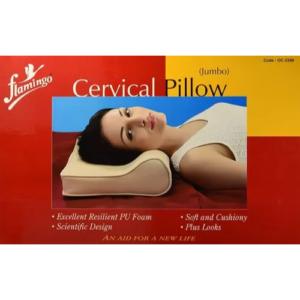 (Jumbo)
Code : OC-2286
flamingo
Cervical Pillow
• Excellent Resilient PU Foam
• Scientific Design
• Soft and Cushiony
• Plus Looks
AN AID FOR A NEW LIFE